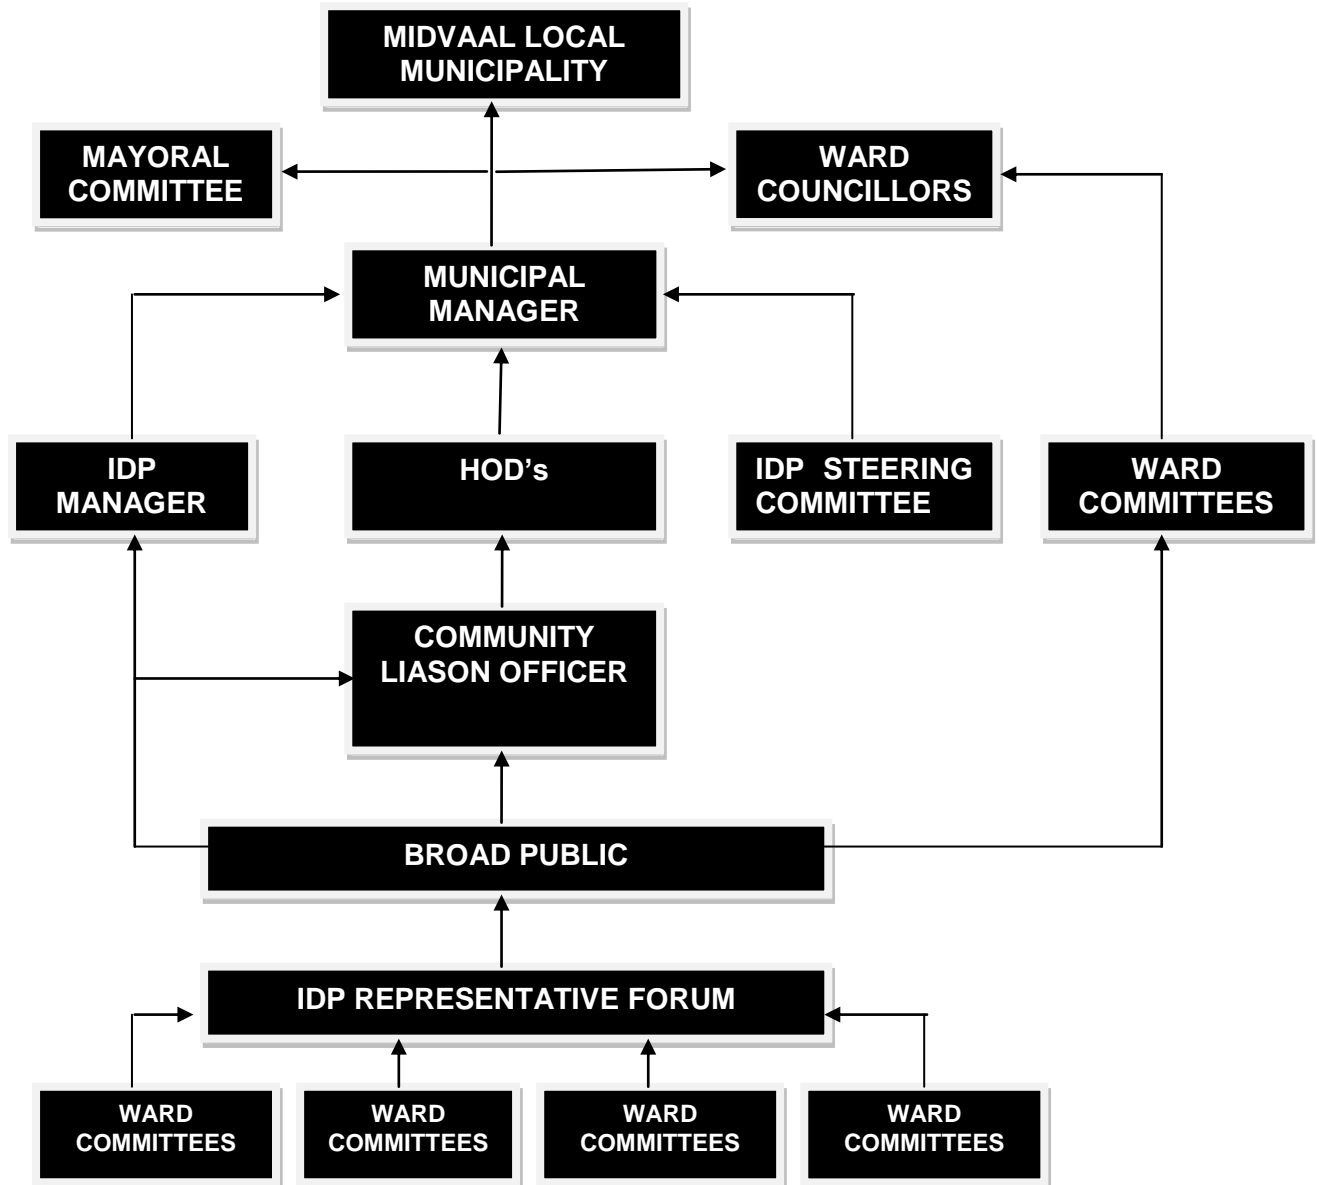 MIDVAAL LOCAL
MUNICIPALITY
MAYORAL
COMMITTEE
WARD
COUNCILLORS
MUNICIPAL
MANAGER
IDP
MANAGER
HOD's
IDP STEERING
COMMITTEE
WARD
COMMITTEES
COMMUNITY
LIASON OFFICER
BROAD PUBLIC
IDP REPRESENTATIVE FORUM
WARD
COMMITTEES
WARD
COMMITTEES
WARD
COMMITTEES
WARD
COMMITTEES